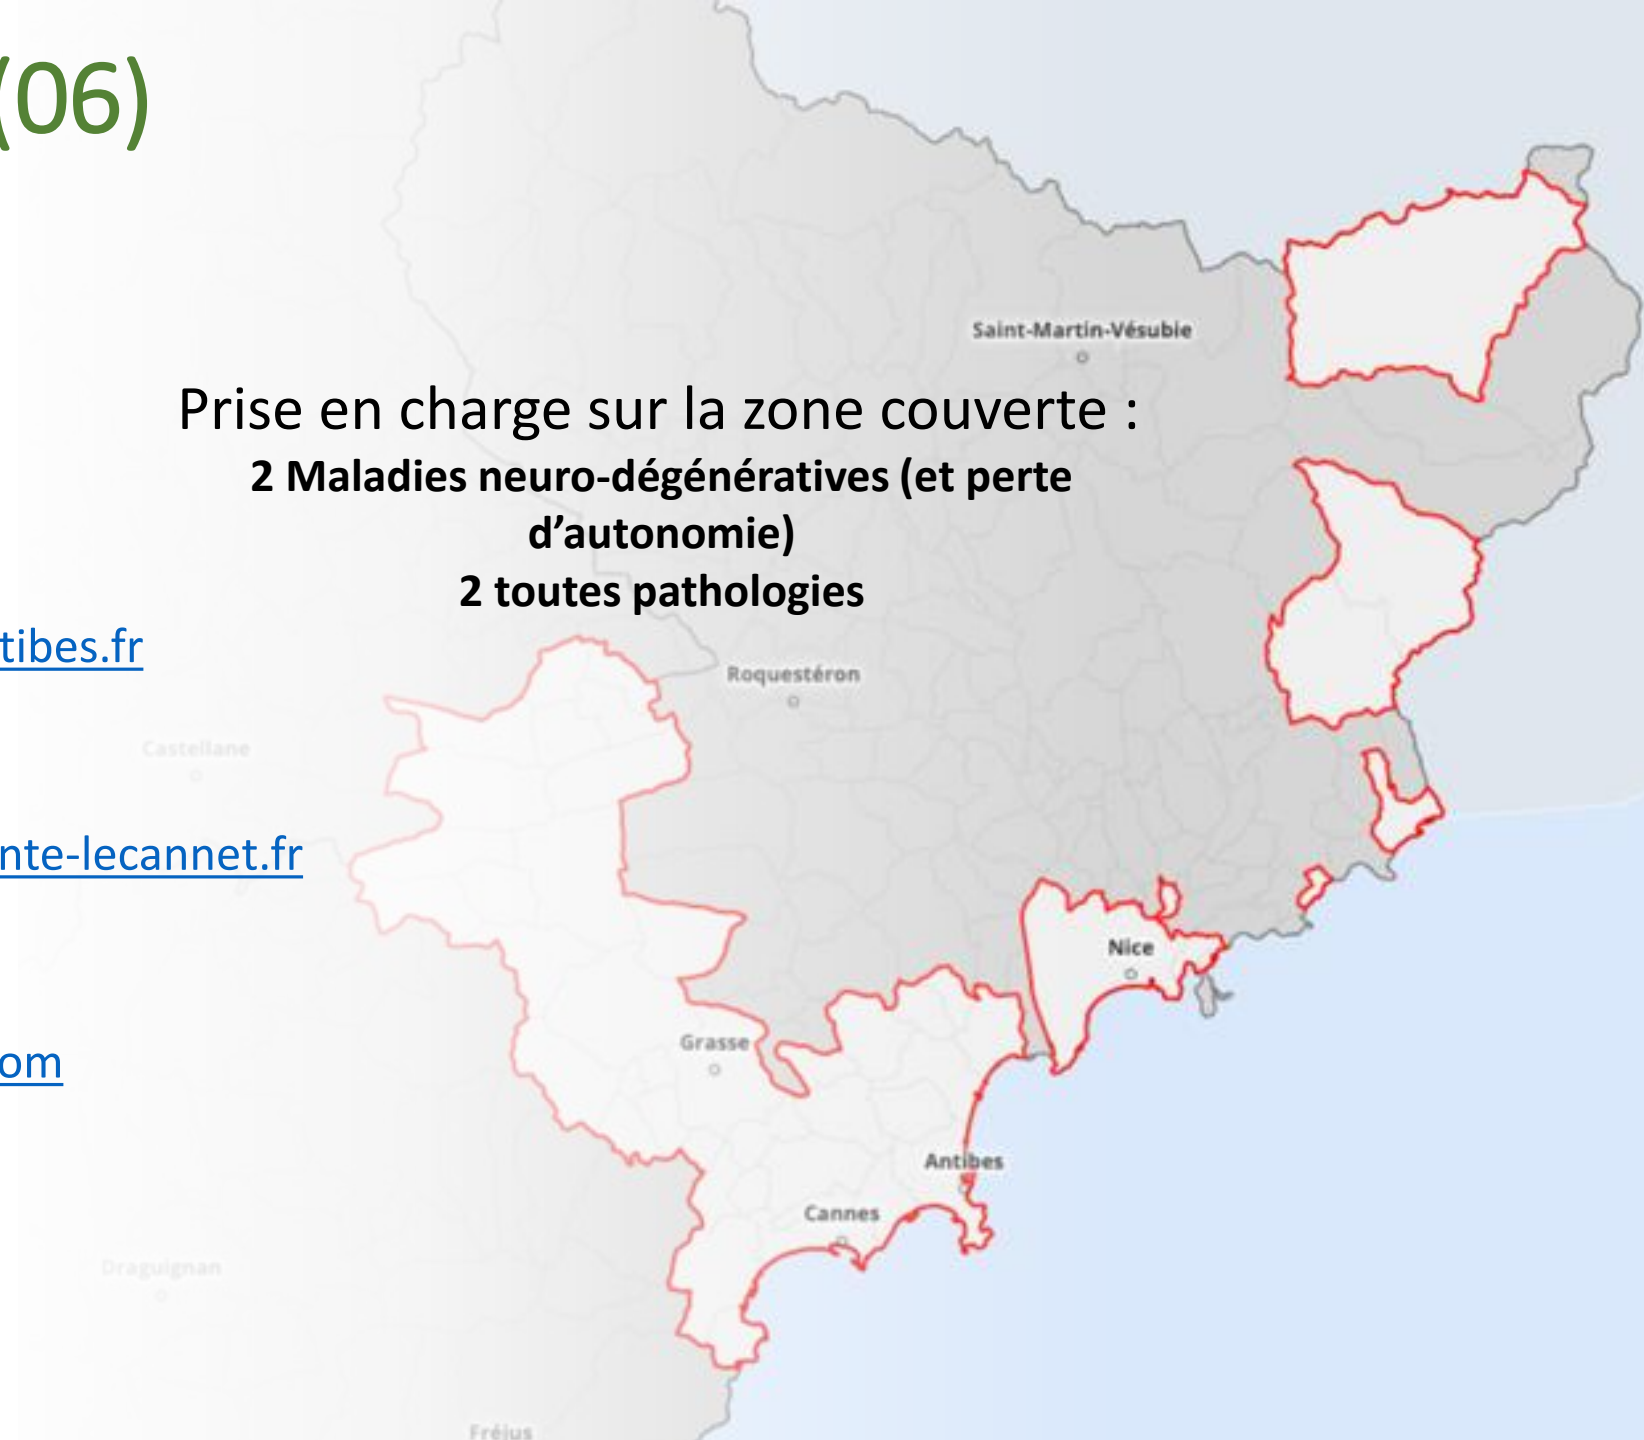 (06)
Saint-Martin-Vésubie
Prise en charge sur la zone couverte :
2 Maladies neuro-dégénératives (et perte
d’autonomie)
2 toutes pathologies
tibes.fr
Roquestéron
Castellane
nte-lecannet.fr
Nice
Grasse
om
Antibes
Cannes
Draguignan
Fréjus